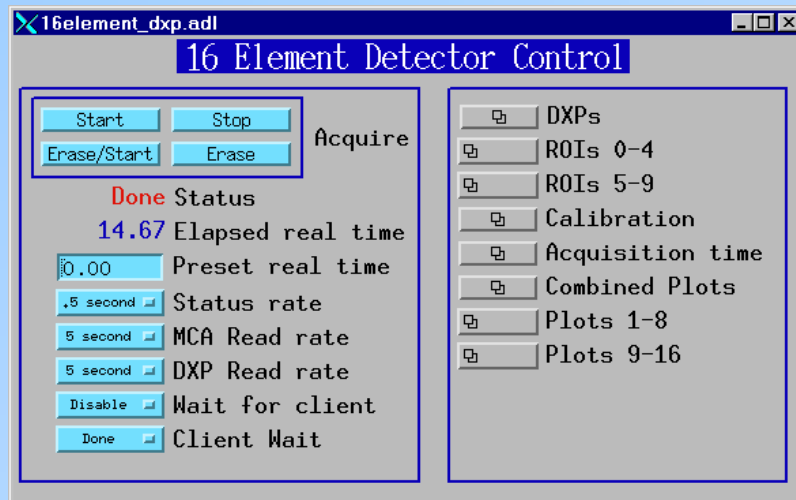 16element_dxp.adl
16 Element Detector Control
Start Stop
Erase/Start Erase
Acquire
Done Status
14.67 Elapsed real time
0.00 Preset real time
.5 second Status rate
5 second MCA Read rate
5 second DXP Read rate
Disable Wait for client
Done Client Wait
DXPs
ROIs 0-4
ROIs 5-9
Calibration
Acquisition time
Combined Plots
Plots 1-8
Plots 9-16